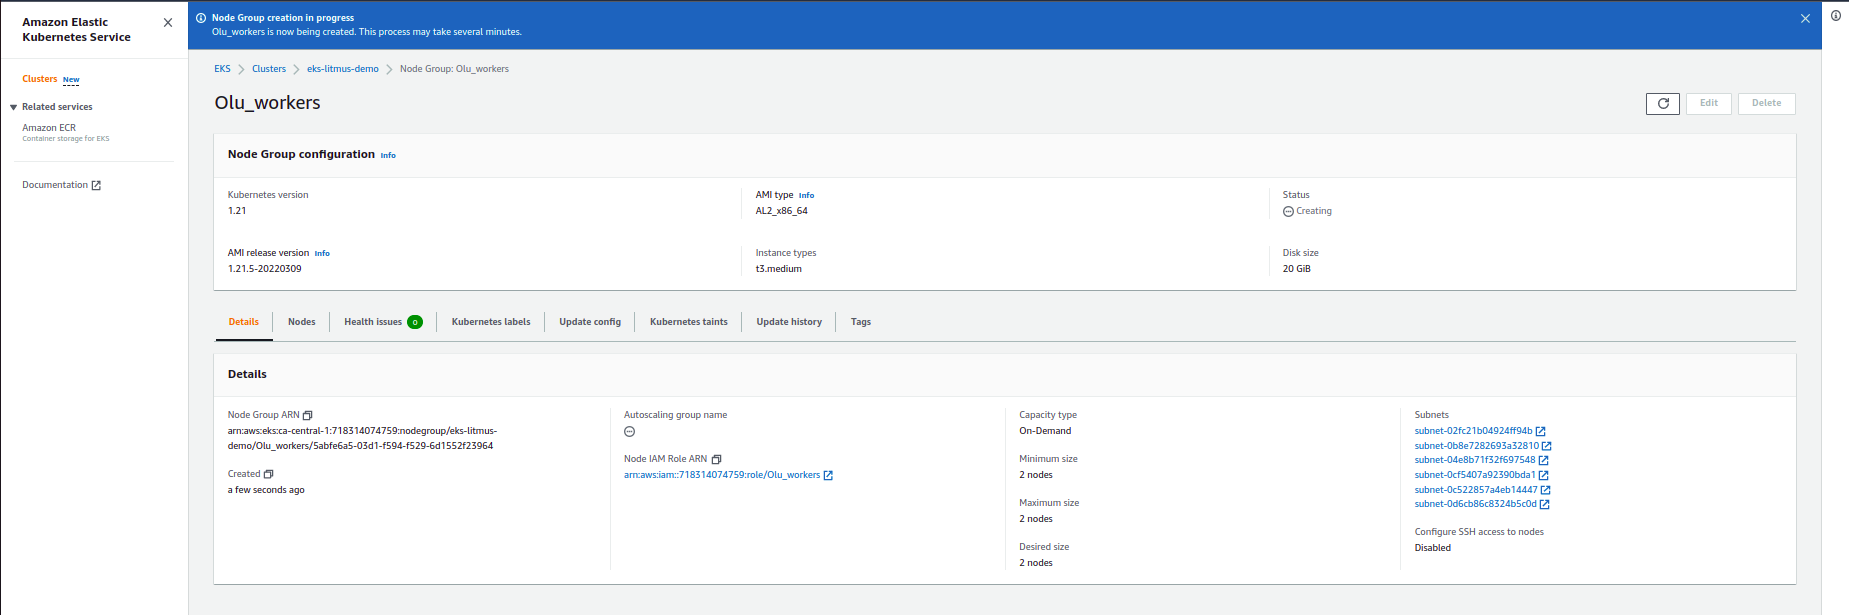 Amazon Elastic
Kubernetes Service
Clusters New
Related services
Amazon ECR
Container storage for EKS
Documentation
Node Group creation in progress
Olu_workers is now being created. This process may take several minutes.
EKS Clusters eks-litmus-demo Node Group: Olu_workers
Olu_workers
Edit Delete
Node Group configuration Info
Kubernetes version
1.21
AMI type Info
AL2_x86_64
Status
Creating
AMI release version Info
1.21.5-20220309
Instance types
t3.medium
Disk size
20 GiB
Details Nodes Health issues 0 Kubernetes labels Update config Kubernetes taints Update history Tags
Details
Node Group ARN
arn:aws:eks:ca-central-1:718314074759:nodegroup/eks-litmus-
demo/Olu_workers/5abfe6a5-03d1-f594-f529-6d1552f23964
Created
a few seconds ago
Autoscaling group name
Node IAM Role ARN
arn:aws:iam::718314074759:role/Olu_workers
Capacity type
On-Demand
Minimum size
2 nodes
Maximum size
2 nodes
Desired size
2 nodes
Subnets
subnet-02fc21b04924ff94b
subnet-0b8e7282693a32810
subnet-04e8b71f32f697548
subnet-0cf5407a92390bda1
subnet-0c522857a4eb14447
subnet-0d6cb86c8324b5c0d
Configure SSH access to nodes
Disabled